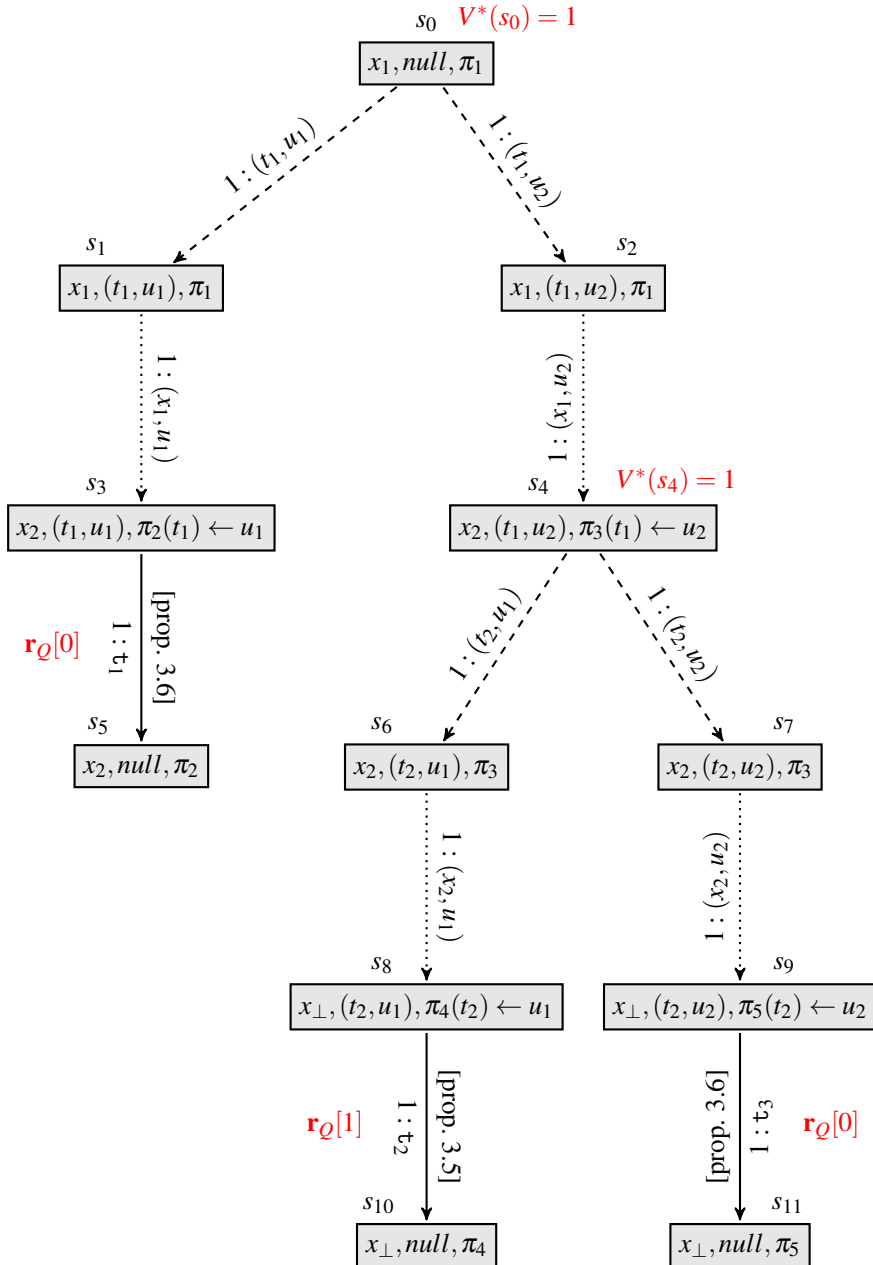 s₀ V*(s₀) = 1
x₁, null, π₁
1 : (t₁, u₁)
1 : (t₁, u₂)
s₁
s₂
x₁, (t₁, u₁), π₁
x₁, (t₁, u₂), π₁
1 : (x₁, u₁)
1 : (x₁, u₂)
s₃
s₄ V*(s₄) = 1
x₂, (t₁, u₁), π₂(t₁) ← u₁
x₂, (t₁, u₂), π₃(t₁) ← u₂
r_Q[0]
1 : t₁
[prop. 3.6]
1 : (t₂, u₁)
1 : (t₂, u₂)
s₅
s₆
s₇
x₂, null, π₂
x₂, (t₂, u₁), π₃
x₂, (t₂, u₂), π₃
1 : (x₂, u₁)
1 : (x₂, u₂)
s₈
s₉
x⊥, (t₂, u₁), π₄(t₂) ← u₁
x⊥, (t₂, u₂), π₅(t₂) ← u₂
r_Q[1]
1 : t₂
[prop. 3.5]
[prop. 3.6]
1 : t₃
r_Q[0]
s₁₀
s₁₁
x⊥, null, π₄
x⊥, null, π₅